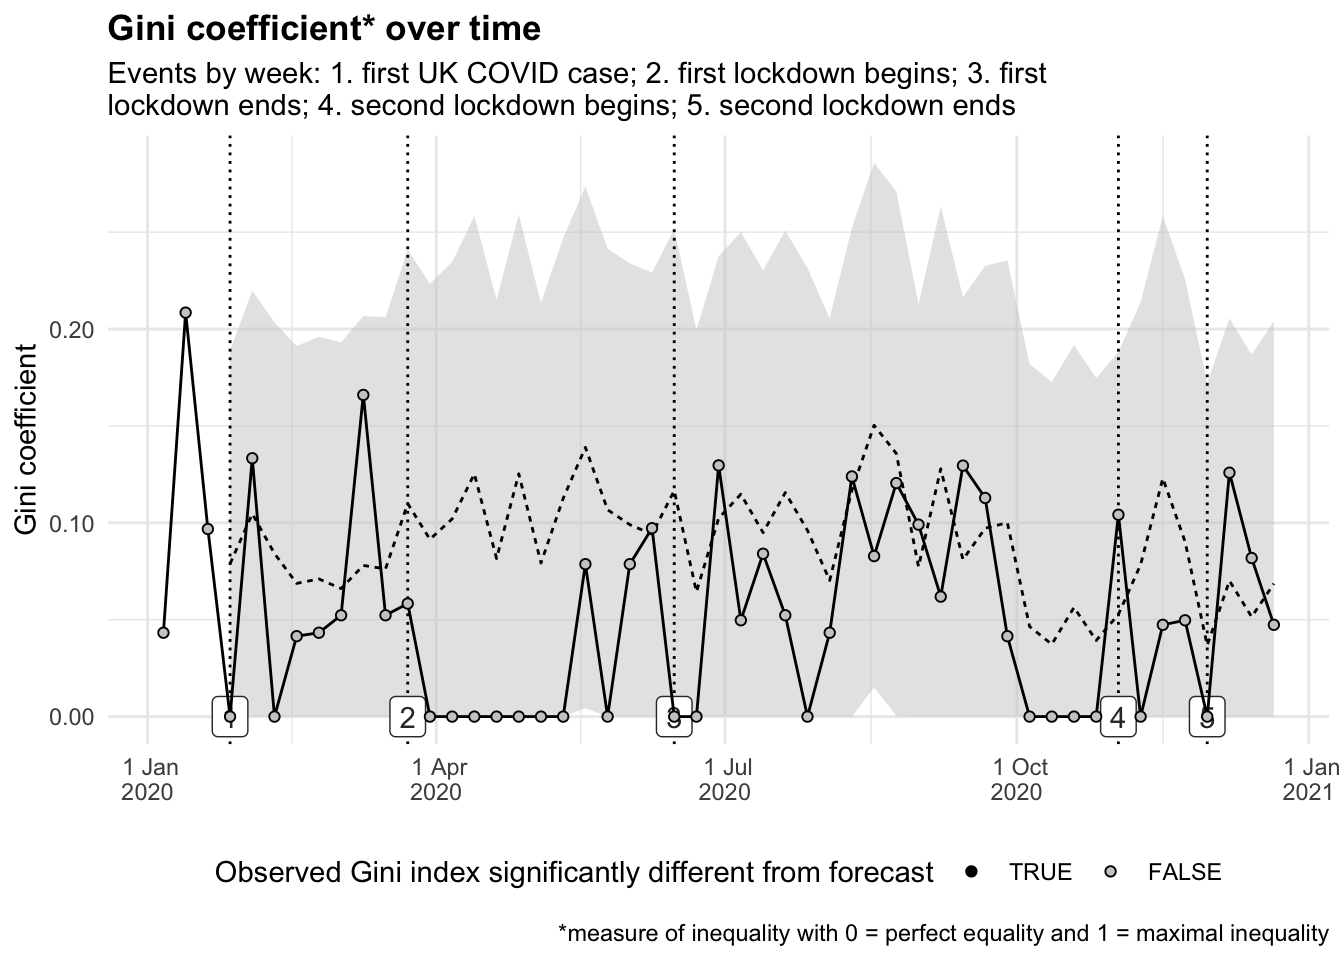 Gini coefficient* over time
Events by week: 1. first UK COVID case; 2. first lockdown begins; 3. first
lockdown ends; 4. second lockdown begins; 5. second lockdown ends
Gini coefficient
0.20
0.10
0.00
1
2
3
4
5
1 Jan
2020
1 Apr
2020
1 Jul
2020
1 Oct
2020
1 Jan
2021
Observed Gini index significantly different from forecast TRUE FALSE
*measure of inequality with 0 = perfect equality and 1 = maximal inequality